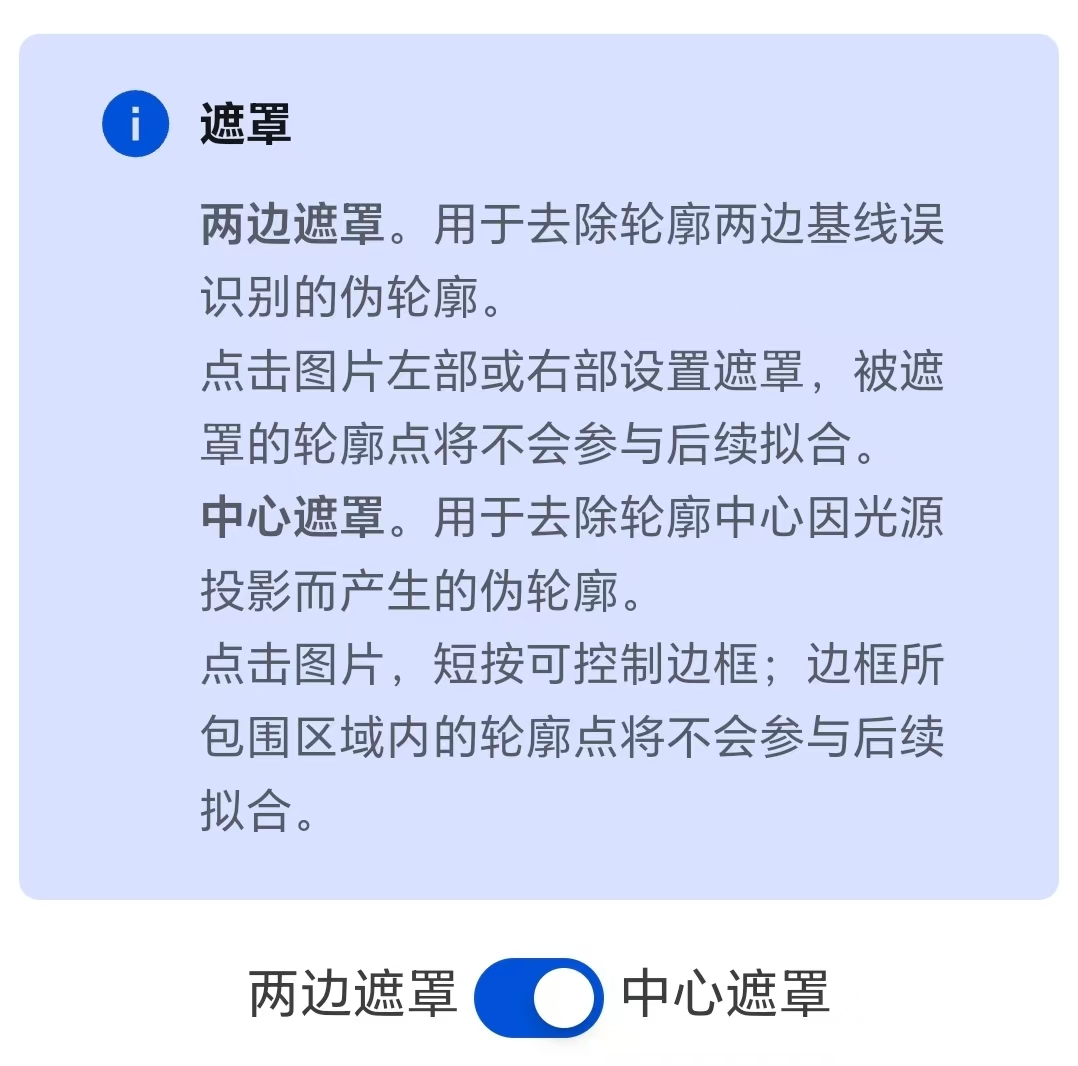 遮罩
两边遮罩。用于去除轮廓两边基线误
识别的伪轮廓。
点击图片左部或右部设置遮罩，被遮
罩的轮廓点将不会参与后续拟合。
中心遮罩。用于去除轮廓中心因光源
投影而产生的伪轮廓。
点击图片，短按可控制边框；边框所
包围区域内的轮廓点将不会参与后续
拟合。
两边遮罩 中心遮罩